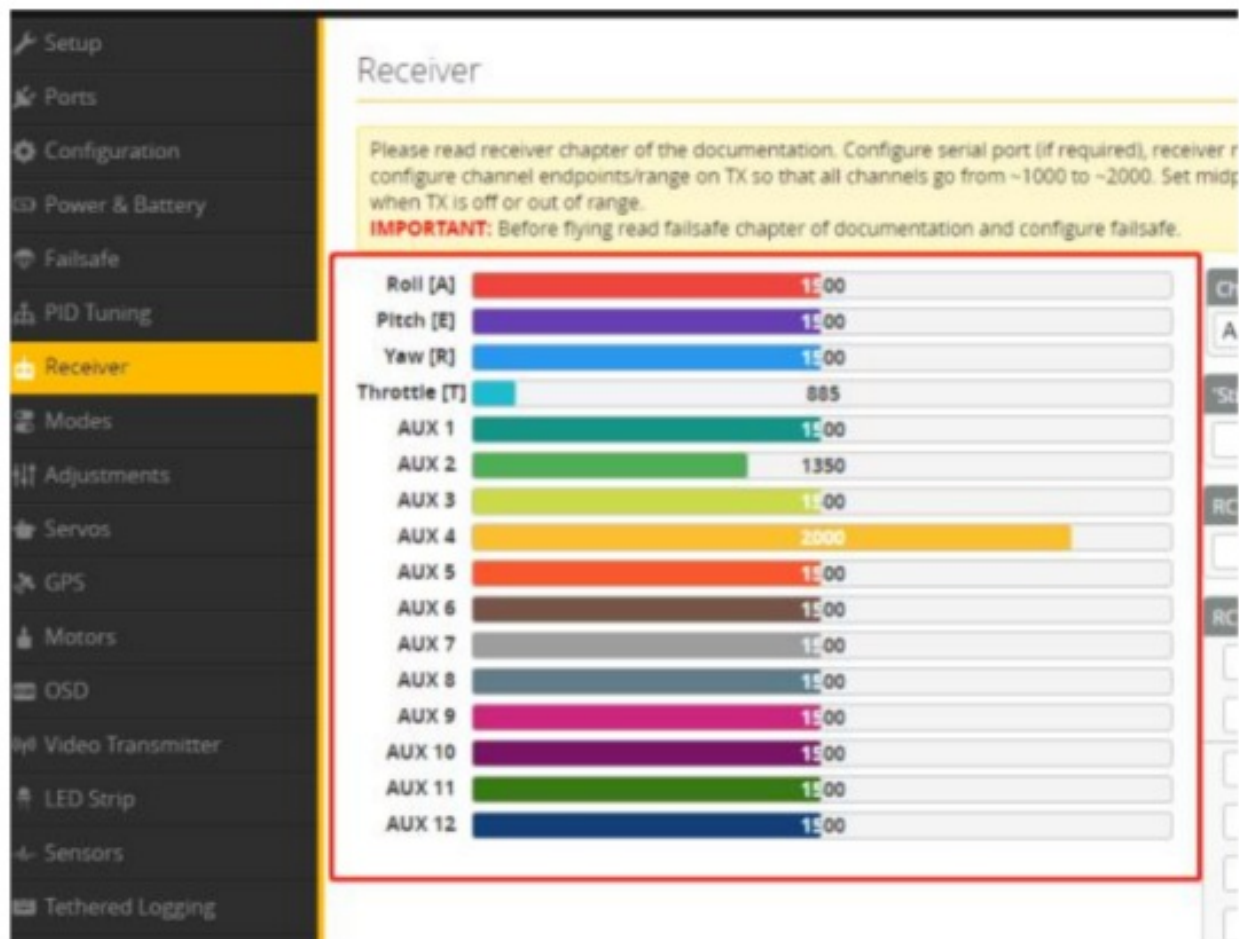 Setup
Ports
Configuration
Power & Battery
Failsafe
PID Tuning
Receiver
Modes
Adjustments
Servos
GPS
Motors
OSD
Video Transmitter
LED Strip
Sensors
Tethered Logging
Receiver
Please read receiver chapter of the documentation. Configure serial port (if required), receiver
configure channel endpoints/range on TX so that all channels go from ~1000 to ~2000. Set
when TX is off or out of range.
IMPORTANT: Before flying read failsafe chapter of documentation and configure failsafe.
Roll [A] 1500
Pitch [E] 1500
Yaw [R] 1500
Throttle [T] 885
AUX 1 1500
AUX 2 1350
AUX 3 1500
AUX 4 2000
AUX 5 1500
AUX 6 1500
AUX 7 1500
AUX 8 1500
AUX 9 1500
AUX 10 1500
AUX 11 1500
AUX 12 1500